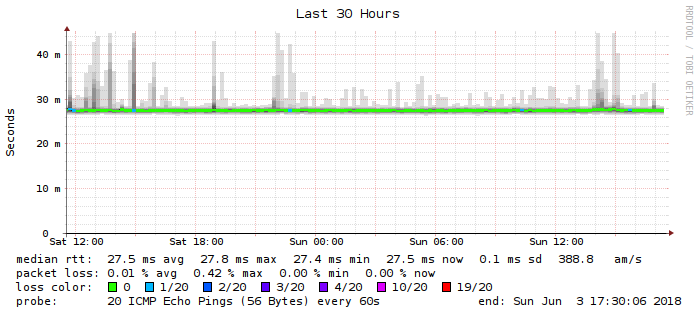 Last 30 Hours
RRDTOOL / TOBI OETIKER
Seconds
40 m
30 m
20 m
10 m
0
Sat 12:00 Sat 18:00 Sun 00:00 Sun 06:00 Sun 12:00
median rtt: 27.5 ms avg 27.8 ms max 27.4 ms min 27.5 ms now 0.1 ms sd 388.8 am/s
packet loss: 0.01 % avg 0.42 % max 0.00 % min 0.00 % now
loss color: 0 1/20 2/20 3/20 4/20 10/20 19/20
probe: 20 ICMP Echo Pings (56 Bytes) every 60s end: Sun Jun 3 17:30:06 2018